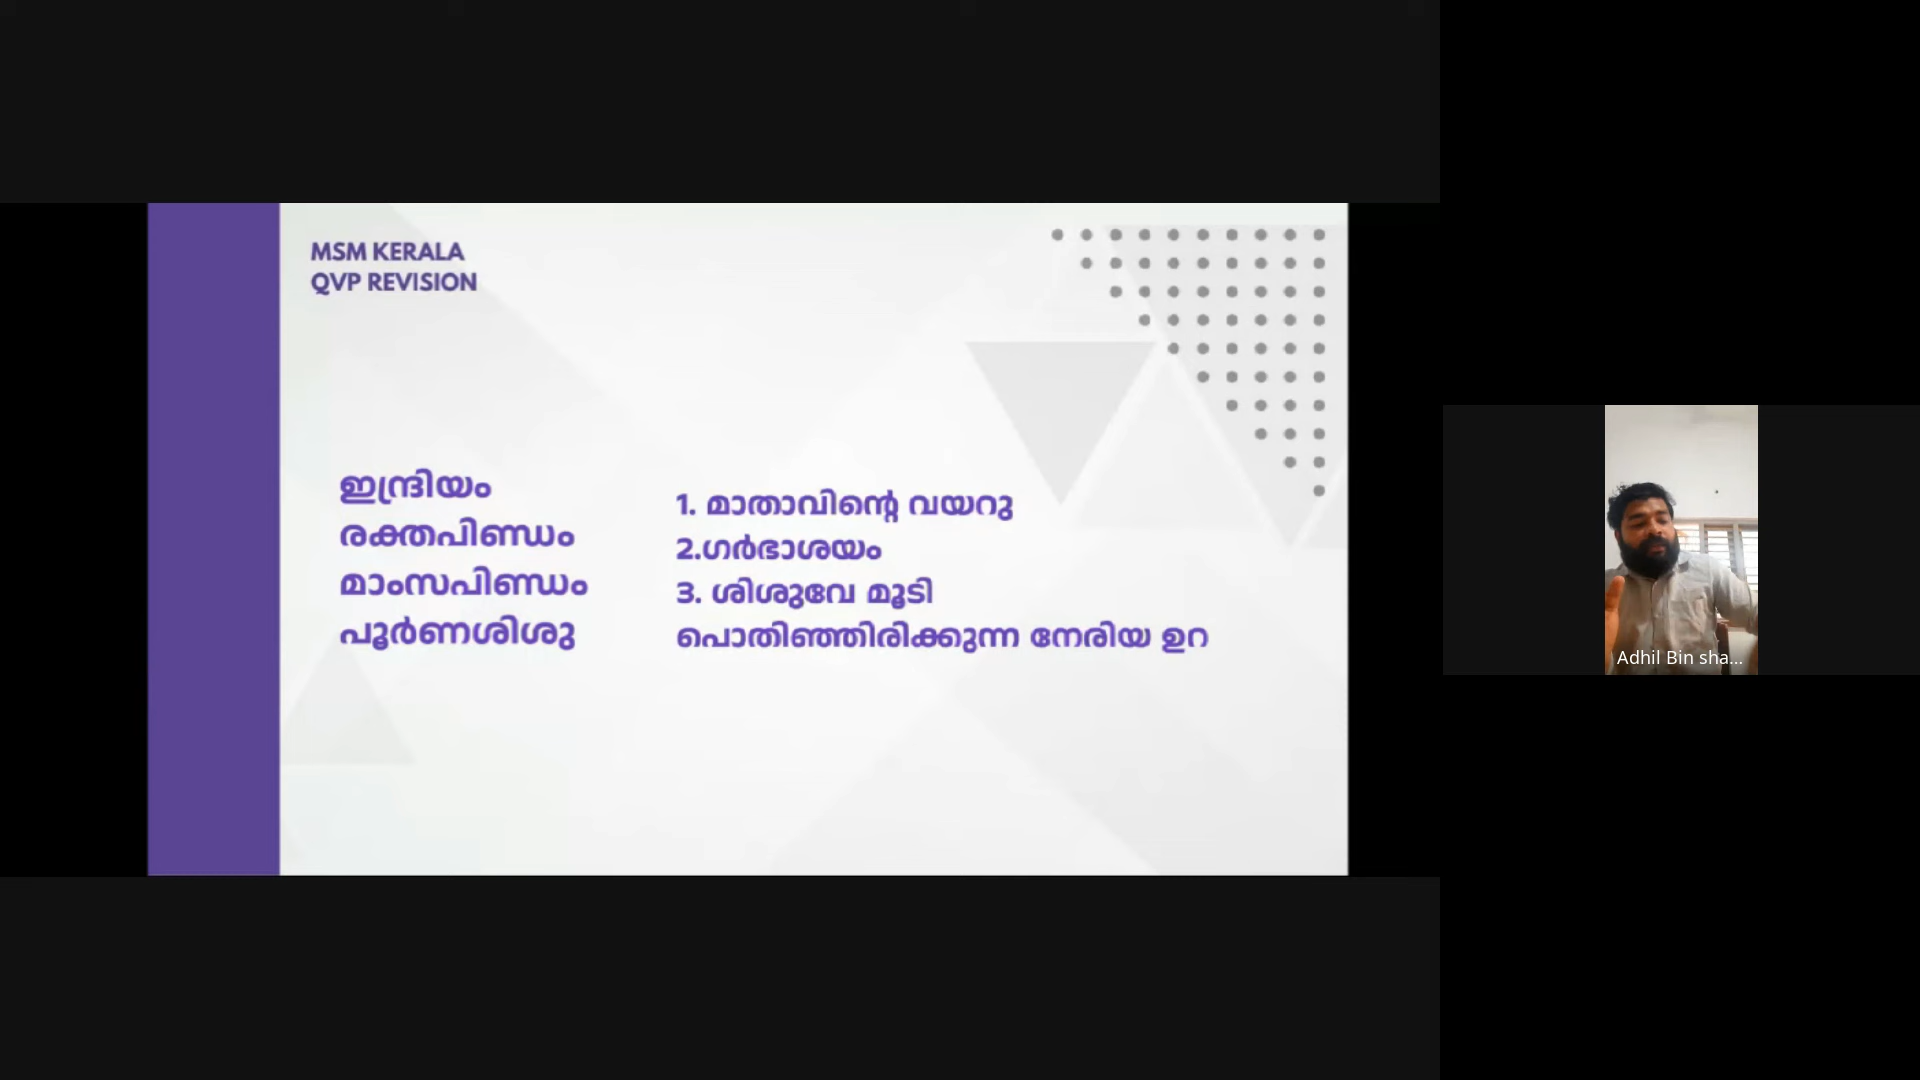 MSM KERALA
QVP REVISION
ഇന്ദ്രിയം
രക്തപിണ്ഡം
മാംസപിണ്ഡം
പൂർണശിശു
1. മാതാവിന്റെ വയറു
2.ഗർഭാശയം
3. ശിശുവേ മൂടി
പൊതിഞ്ഞിരിക്കുന്ന നേരിയ ഉറ
Adhil Bin sha...